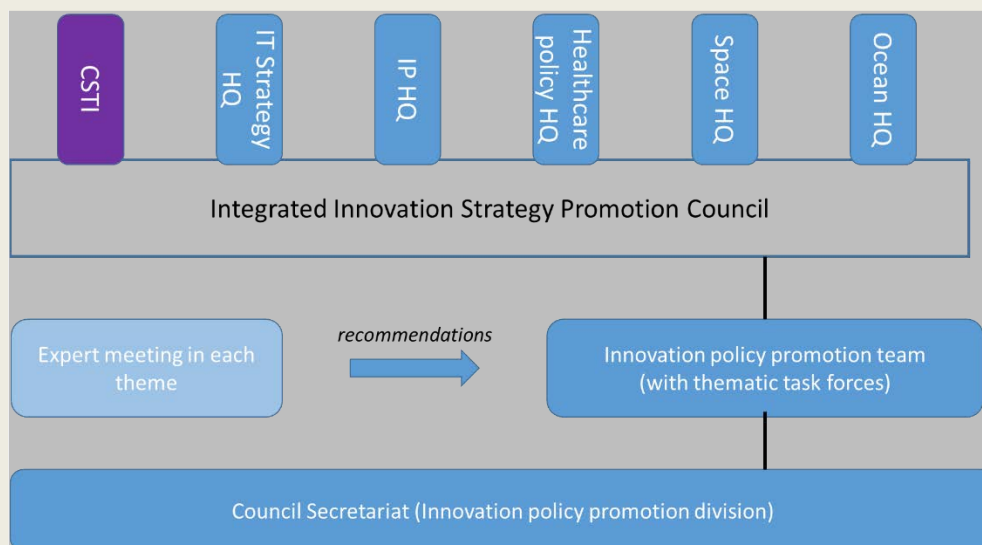 CSTI
IT Strategy
HQ
IP HQ
Healthcare
policy HQ
Space HQ
Ocean HQ
Integrated Innovation Strategy Promotion Council
Expert meeting in each
theme
recommendations
Innovation policy promotion team
(with thematic task forces)
Council Secretariat (Innovation policy promotion division)